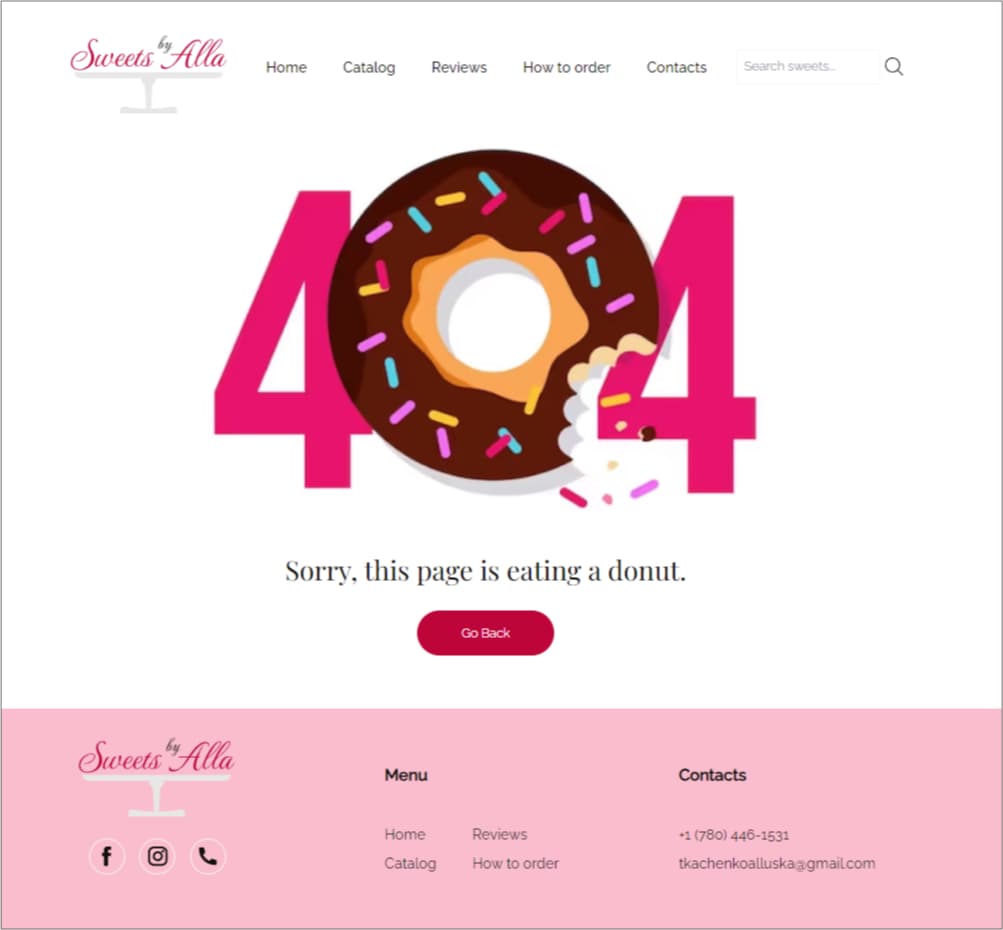 Sweets by Alla
Home Catalog Reviews How to order Contacts Search sweets...
404
Sorry, this page is eating a donut.
Go Back
Sweets by Alla
Menu
Home Reviews
Catalog How to order
Contacts
+1 (780) 446-1531
tkachenkoalluska@gmail.com